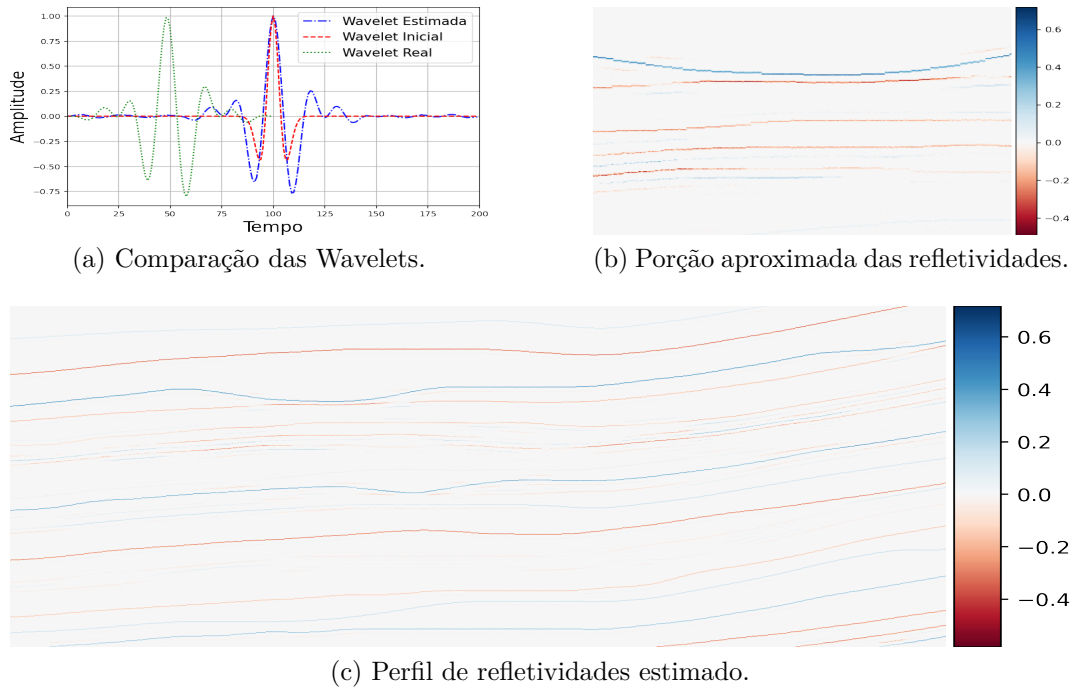 1.00
0.75
0.50
0.25
0.00
−0.25
−0.50
−0.75
Amplitude
0 25 50 75 100 125 150 175 200
Tempo
Wavelet Estimada
Wavelet Inicial
Wavelet Real
0.6
0.4
0.2
0.0
−0.2
−0.4
(a) Comparação das Wavelets.
(b) Porção aproximada das refletividades.
0.6
0.4
0.2
0.0
−0.2
−0.4
(c) Perfil de refletividades estimado.